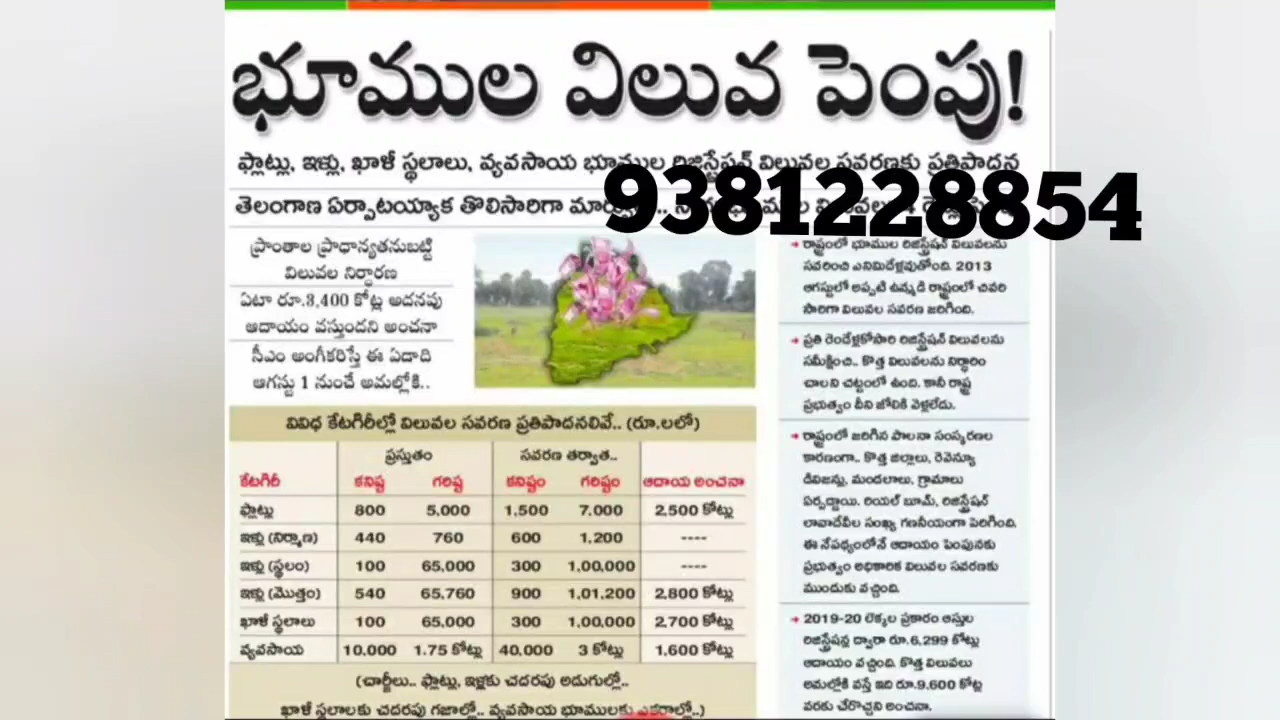 భూముల విలువ పెంపు!
ప్లాట్లు, ఇళ్లు, ఖాళీ స్థలాలు, వ్యవసాయ భూముల రిజిస్ట్రేషన్ విలువల సవరణకు ప్రతిపాదన
9381228854
తెలంగాణ ఏర్పాటయ్యాక తొలిసారిగా
ప్రాంతాల ప్రాధాన్యతనుబట్టి
విలువల నిర్ధారణ
ఏటా రూ.3,400 కోట్ల అదనపు
ఆదాయం వస్తుందని అంచనా
సీఎం అంగీకరిస్తే ఈ ఏడాది
ఆగస్టు 1 నుంచే అమల్లోకి..
వివిధ కేటగిరీల్లో విలువల సవరణ ప్రతిపాదనలివే.. (రూ.లలో)
ప్రస్తుతం సవరణ తర్వాత..
కేటగిరీ కనిష్ఠ గరిష్ఠ కనిష్టం గరిష్టం ఆదాయ అంచనా
ఫ్లాట్లు 800 5,000 1,500 7,000 2,500 కోట్లు
ఇళ్లు (నిర్మాణ) 440 760 600 1,200 ----
ఇళ్లు (స్థలం) 100 65,000 300 1,00,000 ----
ఇళ్లు (మొత్తం) 540 65,760 900 1,01,200 2,800 కోట్లు
ఖాళీ స్థలాలు 100 65,000 300 1,00,000 2,700 కోట్లు
వ్యవసాయ 10,000 1.75 కోట్లు 40,000 3 కోట్లు 1,600 కోట్లు
(చార్జీలు.. ఫ్లాట్లు, ఇళ్లకు చదరపు అడుగుల్లో..
ఖాళీ స్థలాలకు చదరపు గజాల్లో.. వ్యవసాయ భూములకు ఎకరాల్లో..)
➔ రాష్ట్రంలో భూముల రిజిస్ట్రేషన్ విలువలను
సవరించి ఎనిమిదేళ్లవుతోంది. 2013
ఆగస్టులో అప్పటి ఉమ్మడి రాష్ట్రంలో చివరి
సారిగా విలువల సవరణ జరిగింది.
➔ ప్రతి రెండేళ్లకోసారి రిజిస్ట్రేషన్ విలువలను
సమీక్షించి.. కొత్త విలువలను నిర్ధారిం
చాలని చట్టంలో ఉంది. కానీ రాష్ట్ర
ప్రభుత్వం దీని జోలికి వెళ్లలేదు.
➔ రాష్ట్రంలో జరిగిన పాలనా సంస్కరణల
కారణంగా.. కొత్త జిల్లాలు, రెవెన్యూ
డివిజన్లు, మండలాలు, గ్రామాలు
ఏర్పడ్డాయి. రియల్ బూమ్, రిజిస్ట్రేషన్
లావాదేవీల సంఖ్య గణనీయంగా పెరిగింది.
ఈ నేపథ్యంలోనే ఆదాయం పెంపునకు
ప్రభుత్వం అధికారిక విలువల సవరణకు
ముందుకు వచ్చింది.
➔ 2019-20 లెక్కల ప్రకారం ఆస్తుల
రిజిస్ట్రేషన్ల ద్వారా రూ.6,299 కోట్లు
ఆదాయం వచ్చింది. కొత్త విలువలు
అమల్లోకి వస్తే ఇది రూ.9,600 కోట్ల
వరకు చేరొచ్చని అంచనా.